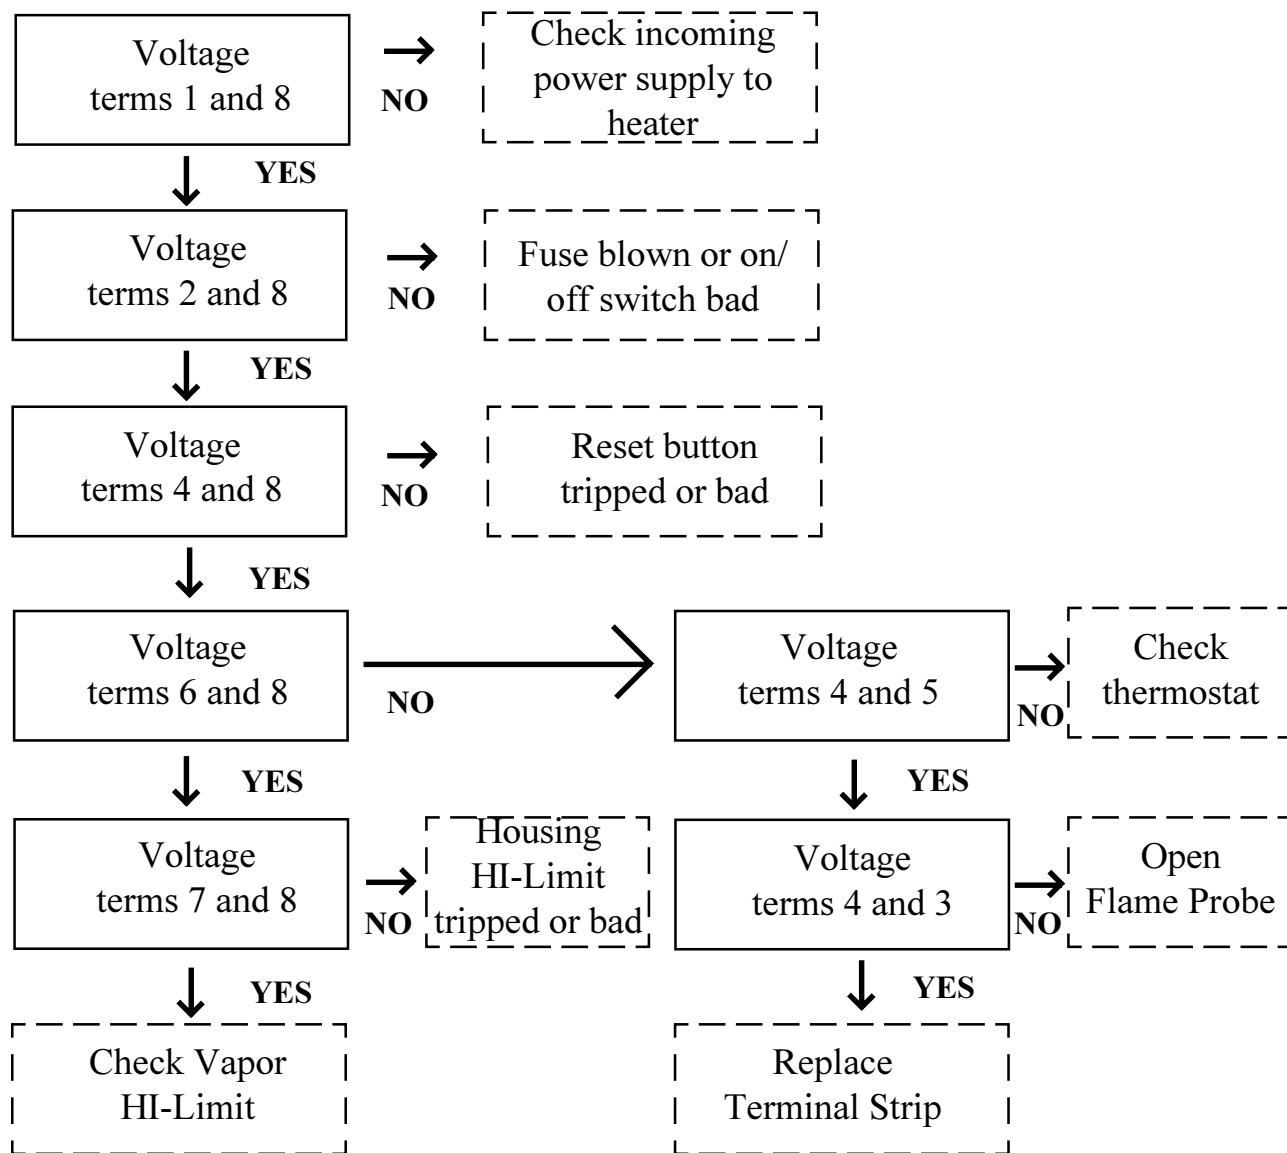 Voltage
terms 1 and 8
NO
Check incoming
power supply to
heater
YES
Voltage
terms 2 and 8
NO
Fuse blown or on/
off switch bad
YES
Voltage
terms 4 and 8
NO
Reset button
tripped or bad
YES
Voltage
terms 6 and 8
NO
Voltage
terms 4 and 5
NO
Check
thermostat
YES
YES
Voltage
terms 7 and 8
NO
Housing
HI-Limit
tripped or bad
Voltage
terms 4 and 3
NO
Open
Flame Probe
YES
YES
Check Vapor
HI-Limit
Replace
Terminal Strip